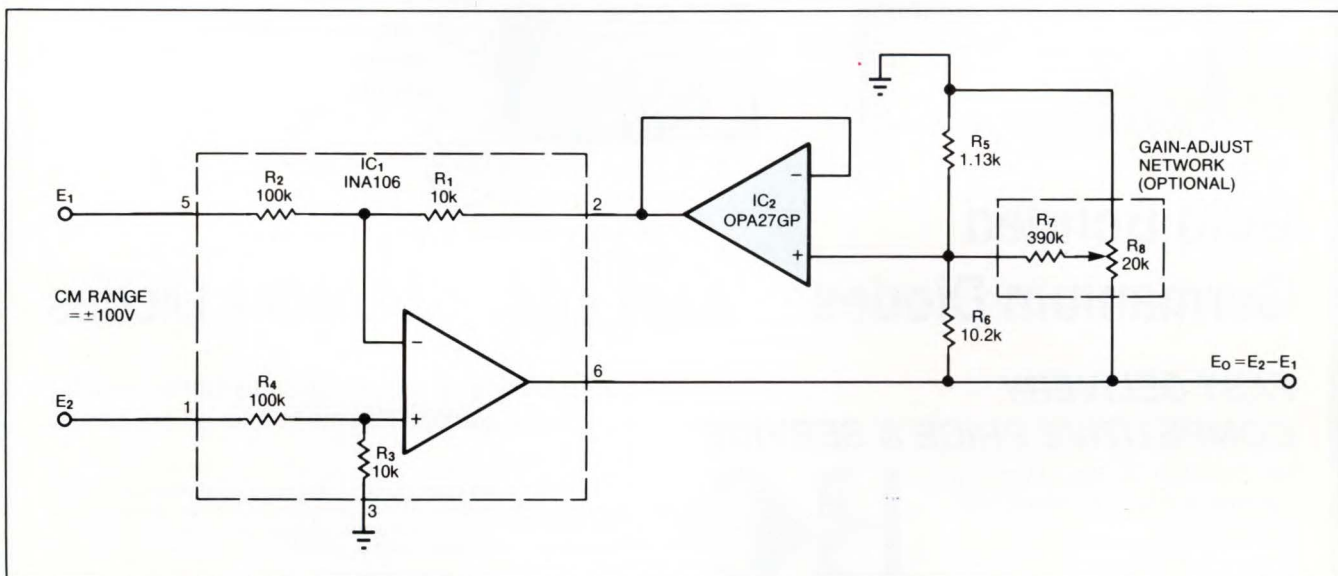 IC1
INA106
R2
100k
R1
10k
E1
5
2
IC2
OPA27GP
−
+
R5
1.13k
GAIN-ADJUST
NETWORK
(OPTIONAL)
R7
390k
R8
20k
CM RANGE
=±100V
R6
10.2k
−
+
6
EO=E2−E1
E2
1
R4
100k
R3
10k
3